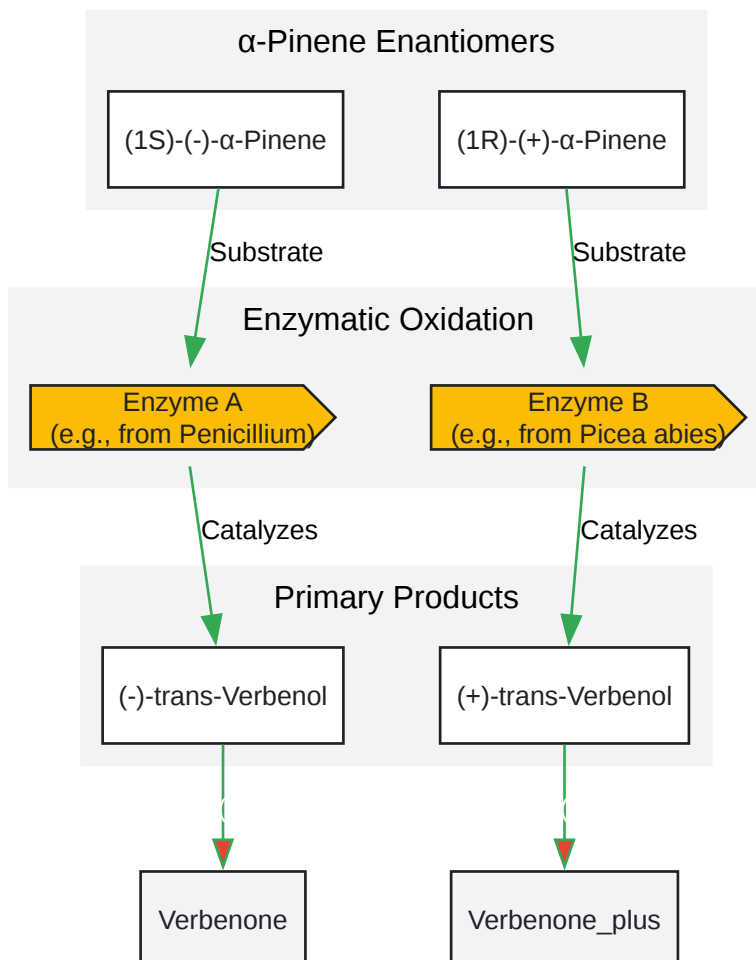 α-Pinene Enantiomers
(1S)-(-)-α-Pinene
(1R)-(+)-α-Pinene
Substrate
Substrate
Enzymatic Oxidation
Enzyme A
(e.g., from Penicillium)
Enzyme B
(e.g., from Picea abies)
Catalyzes
Catalyzes
Primary Products
(-)-trans-Verbenol
(+)-trans-Verbenol
Verbenone
Verbenone_plus